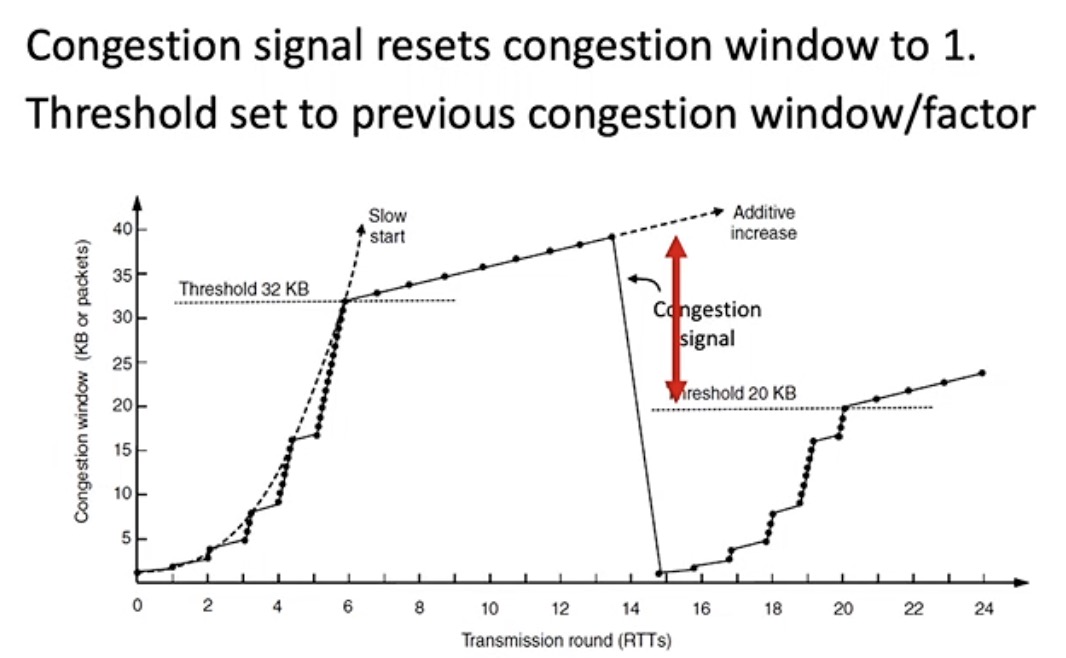 Congestion signal resets congestion window to 1.
Threshold set to previous congestion window/factor
Slow
start
Additive
increase
Threshold 32 KB
Congestion
signal
Threshold 20 KB
Congestion window (KB or packets)
40
35
30
25
20
15
10
5
0 2 4 6 8 10 12 14 16 18 20 22 24
Transmission round (RTTs)